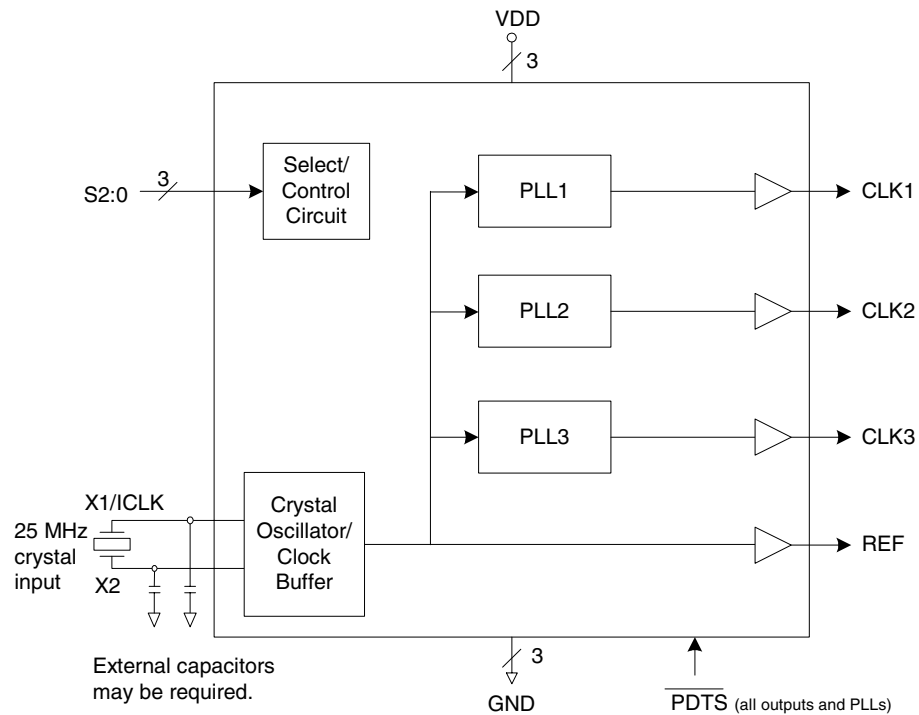 VDD
3
Select/
Control
Circuit
3
S2:0
PLL1
CLK1
PLL2
CLK2
PLL3
CLK3
X1/ICLK
25 MHz
crystal
input
X2
Crystal
Oscillator/
Clock
Buffer
REF
External capacitors
may be required.
3
GND
PDTS (all outputs and PLLs)